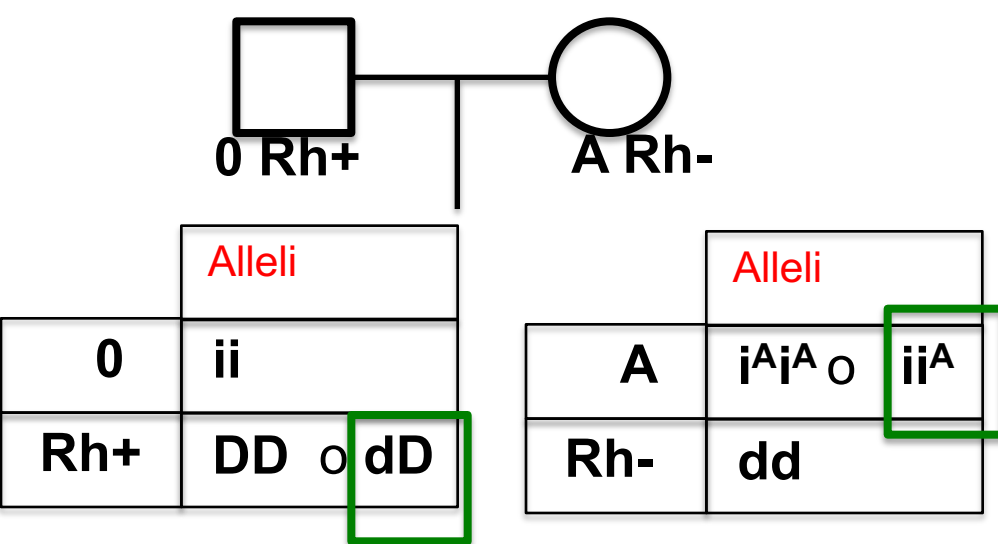 0 Rh+
A Rh-
Alleli
0 ii
Rh+ DD o dD
Alleli
A iᴬiᴬ o iiᴬ
Rh- dd